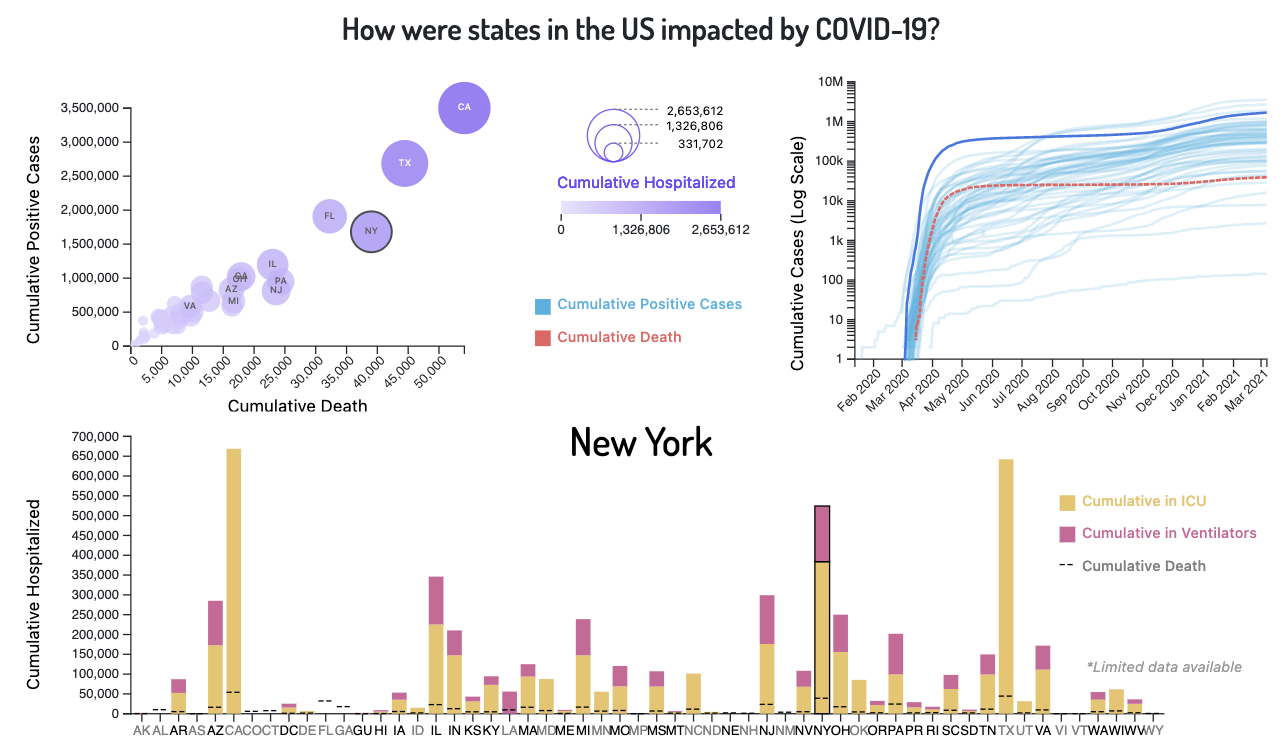 How were states in the US impacted by COVID-19?
Cumulative Positive Cases
3,500,000
3,000,000
2,500,000
2,000,000
1,500,000
1,000,000
500,000
0
CA
TX
FL
NY
IL
GA
OH
PA
AZ
NJ
MI
VA
0
5,000
10,000
15,000
20,000
25,000
30,000
35,000
40,000
45,000
50,000
Cumulative Death
2,653,612
1,326,806
331,702
Cumulative Hospitalized
0 1,326,806 2,653,612
Cumulative Positive Cases
Cumulative Death
Cumulative Cases (Log Scale)
10M
1M
100k
10k
1k
100
10
1
Feb 2020
Mar 2020
Apr 2020
May 2020
Jun 2020
Jul 2020
Aug 2020
Sep 2020
Oct 2020
Nov 2020
Dec 2020
Jan 2021
Feb 2021
Mar 2021
New York
Cumulative Hospitalized
700,000
650,000
600,000
550,000
500,000
450,000
400,000
350,000
300,000
250,000
200,000
150,000
100,000
50,000
0
Cumulative in ICU
Cumulative in Ventilators
Cumulative Death
*Limited data available
AK AL AR AS AZ CA CO CT DC DE FL GA GU HI IA ID IL IN KS KY LA MA MD ME MI MN MO MP MS MT NC ND NE NH NJ NM NV NY OH OK OR PA PR RI SC SD TN TX UT VA VI VT WA WI WV WY